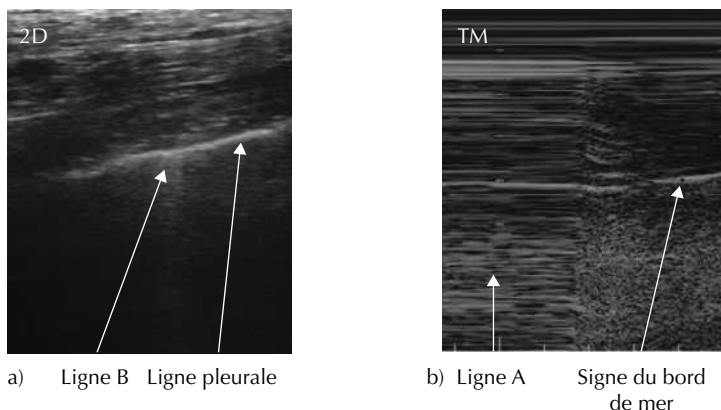 2D
TM
a) Ligne B Ligne pleurale
b) Ligne A Signe du bord
de mer